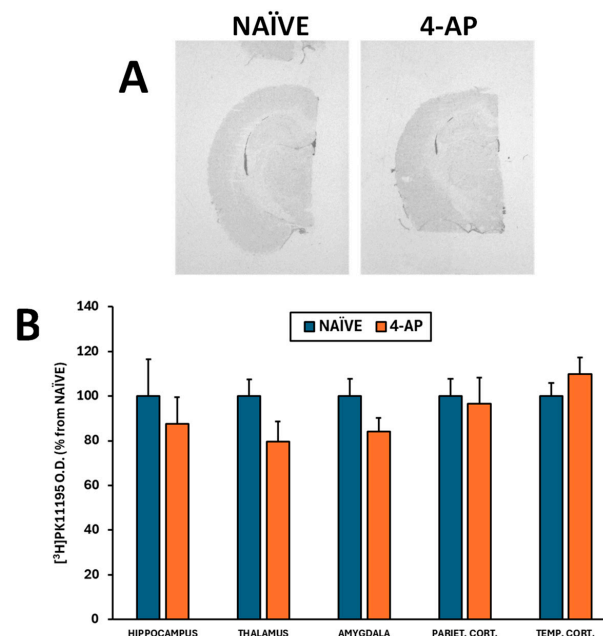 NAÏVE 4-AP
A
B
140
120
100
80
60
40
20
0
[³H]PK11195 O.D. (% from NAÏVE)
NAÏVE 4-AP
HIPPOCAMPUS THALAMUS AMYGDALA PARIET. CORT. TEMP. CORT.